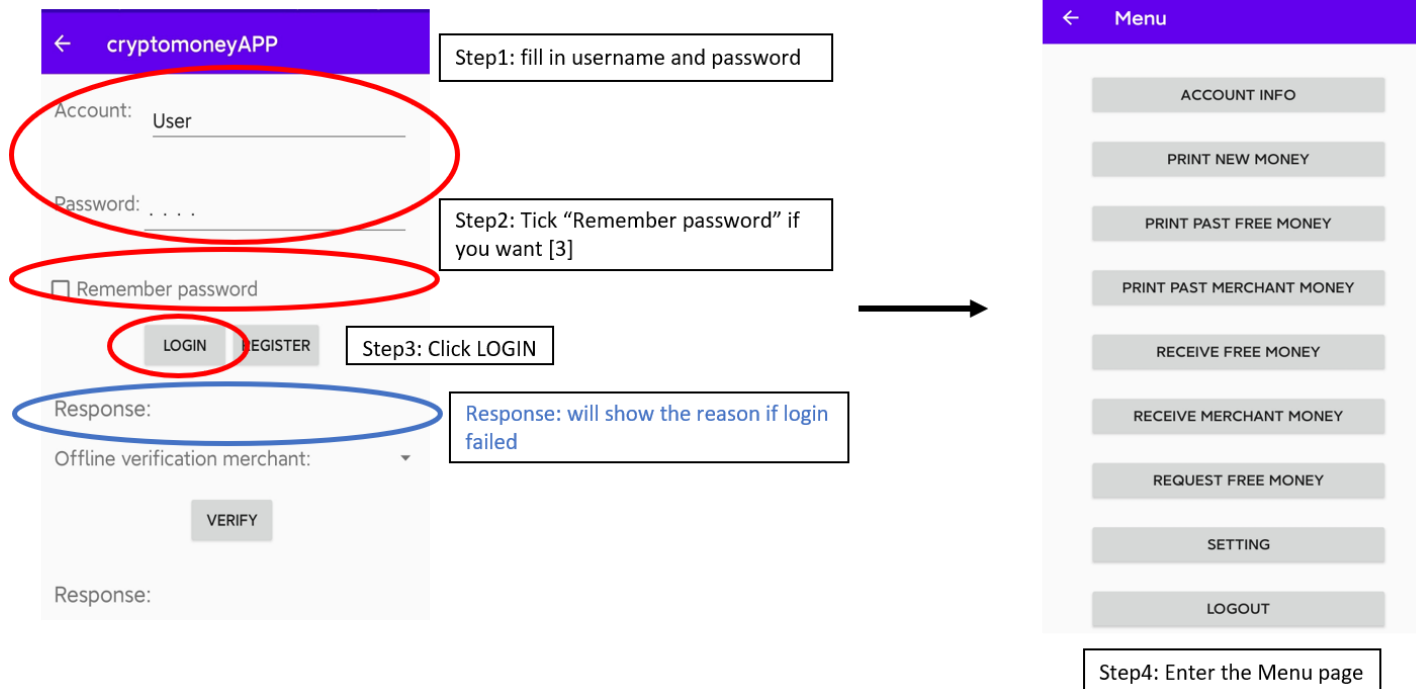 cryptomoneyAPP
Account:
User
Password:
. . . .
Remember password
LOGIN
REGISTER
Response:
Offline verification merchant:
VERIFY
Response:
Step1: fill in username and password
Step2: Tick “Remember password” if
you want [3]
Step3: Click LOGIN
Response: will show the reason if login
failed
Menu
ACCOUNT INFO
PRINT NEW MONEY
PRINT PAST FREE MONEY
PRINT PAST MERCHANT MONEY
RECEIVE FREE MONEY
RECEIVE MERCHANT MONEY
REQUEST FREE MONEY
SETTING
LOGOUT
Step4: Enter the Menu page